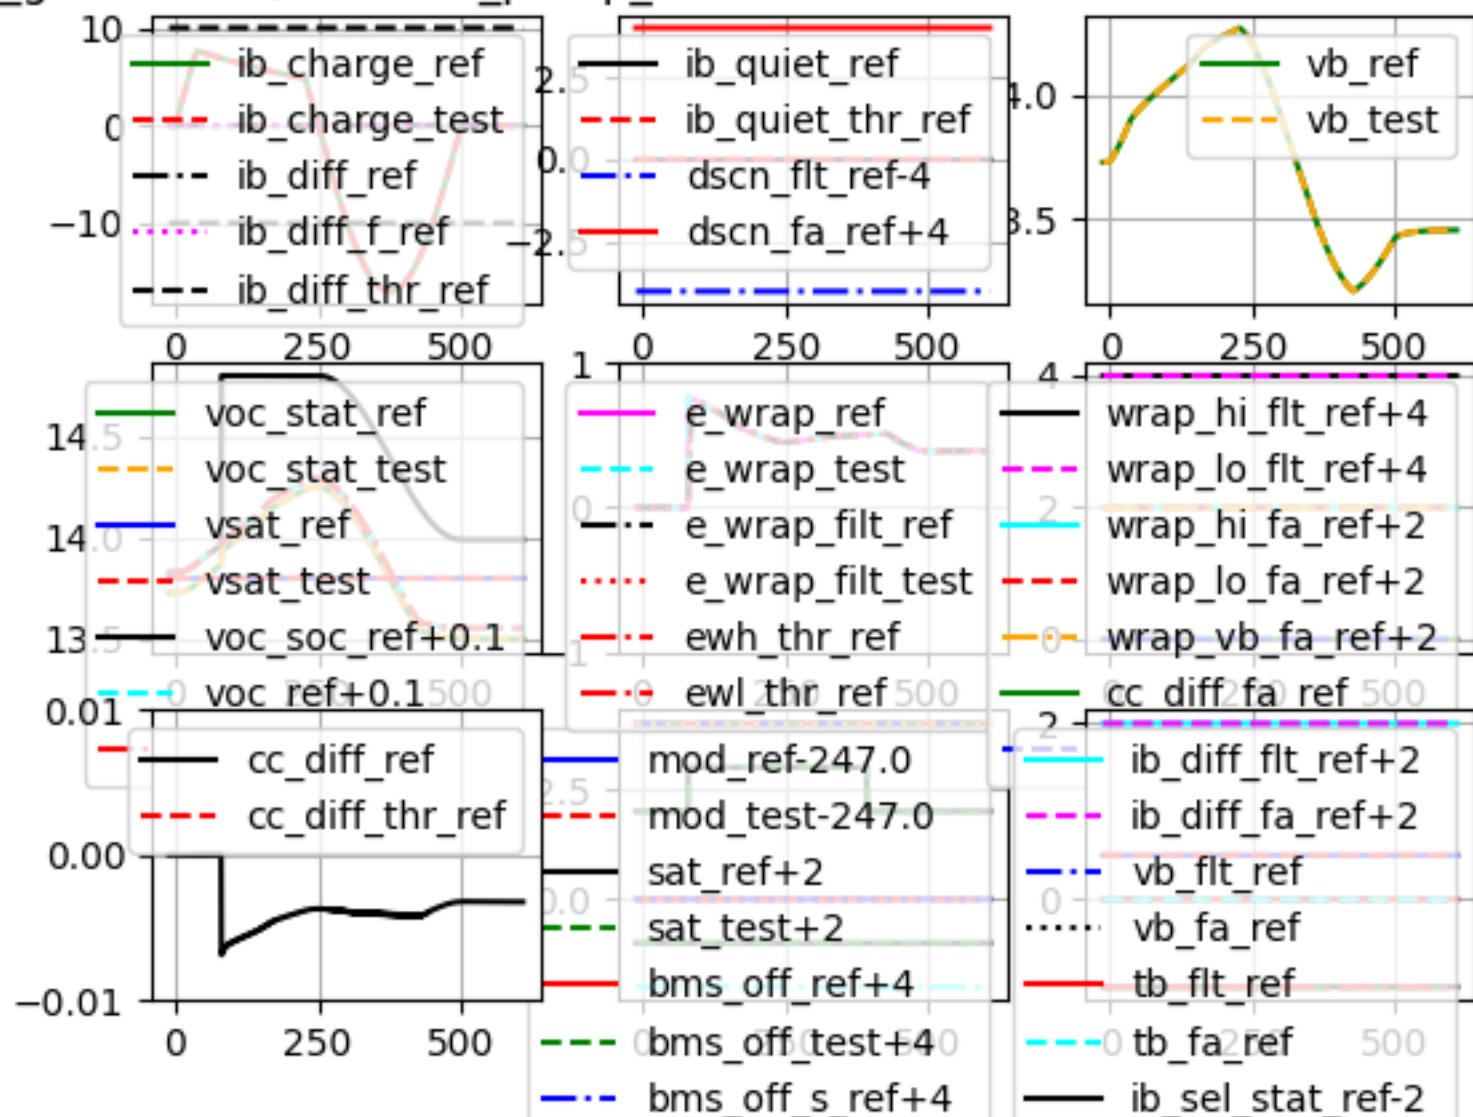 10
0
−10
ib_charge_ref
ib_charge_test
ib_diff_ref
ib_diff_f_ref
ib_diff_thr_ref
0 250 500
2.5
0.0
−2.5
ib_quiet_ref
ib_quiet_thr_ref
dscn_flt_ref-4
dscn_fa_ref+4
0 250 500
4.0
3.5
vb_ref
vb_test
0 250 500
14.5
14.0
13.5
voc_stat_ref
voc_stat_test
vsat_ref
vsat_test
voc_soc_ref+0.1
voc_ref+0.1
0 500
1
0
e_wrap_ref
e_wrap_test
e_wrap_filt_ref
e_wrap_filt_test
ewh_thr_ref
ewl_thr_ref
0 500
4
2
0
wrap_hi_flt_ref+4
wrap_lo_flt_ref+4
wrap_hi_fa_ref+2
wrap_lo_fa_ref+2
wrap_vb_fa_ref+2
cc_diff_fa_ref
500
0.01
0.00
−0.01
cc_diff_ref
cc_diff_thr_ref
0 250 500
2.5
0.0
mod_ref-247.0
mod_test-247.0
sat_ref+2
sat_test+2
bms_off_ref+4
bms_off_test+4
bms_off_s_ref+4
2
0
ib_diff_flt_ref+2
ib_diff_fa_ref+2
vb_flt_ref
vb_fa_ref
tb_flt_ref
tb_fa_ref
ib_sel_stat_ref-2
0 250 500